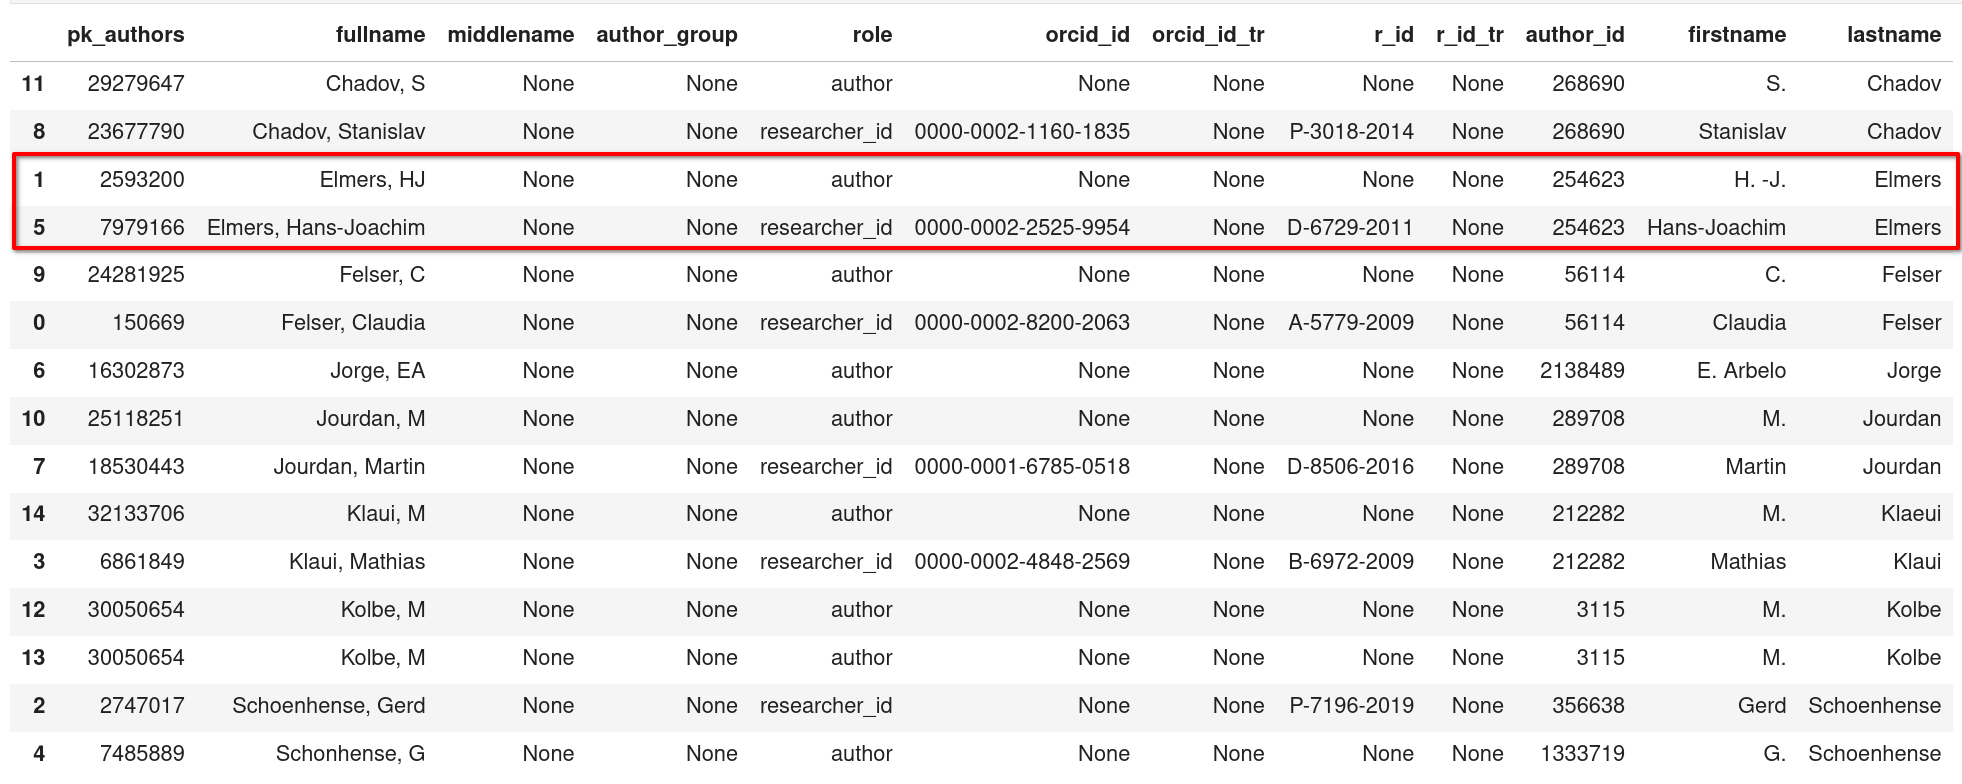 pk_authors fullname middlename author_group role orcid_id orcid_id_tr r_id r_id_tr author_id firstname lastname
11 29279647 Chadov, S None None author None None None None 268690 S. Chadov
8 23677790 Chadov, Stanislav None None researcher_id 0000-0002-1160-1835 None P-3018-2014 None 268690 Stanislav Chadov
1 2593200 Elmers, HJ None None author None None None None 254623 H. -J. Elmers
5 7979166 Elmers, Hans-Joachim None None researcher_id 0000-0002-2525-9954 None D-6729-2011 None 254623 Hans-Joachim Elmers
9 24281925 Felser, C None None author None None None None 56114 C. Felser
0 150669 Felser, Claudia None None researcher_id 0000-0002-8200-2063 None A-5779-2009 None 56114 Claudia Felser
6 16302873 Jorge, EA None None author None None None None 2138489 E. Arbelo Jorge
10 25118251 Jourdan, M None None author None None None None 289708 M. Jourdan
7 18530443 Jourdan, Martin None None researcher_id 0000-0001-6785-0518 None D-8506-2016 None 289708 Martin Jourdan
14 32133706 Klaui, M None None author None None None None 212282 M. Klaeui
3 6861849 Klaui, Mathias None None researcher_id 0000-0002-4848-2569 None B-6972-2009 None 212282 Mathias Klaui
12 30050654 Kolbe, M None None author None None None None 3115 M. Kolbe
13 30050654 Kolbe, M None None author None None None None 3115 M. Kolbe
2 2747017 Schoenhense, Gerd None None researcher_id None None P-7196-2019 None 356638 Gerd Schoenhense
4 7485889 Schonhense, G None None author None None None None 1333719 G. Schoenhense